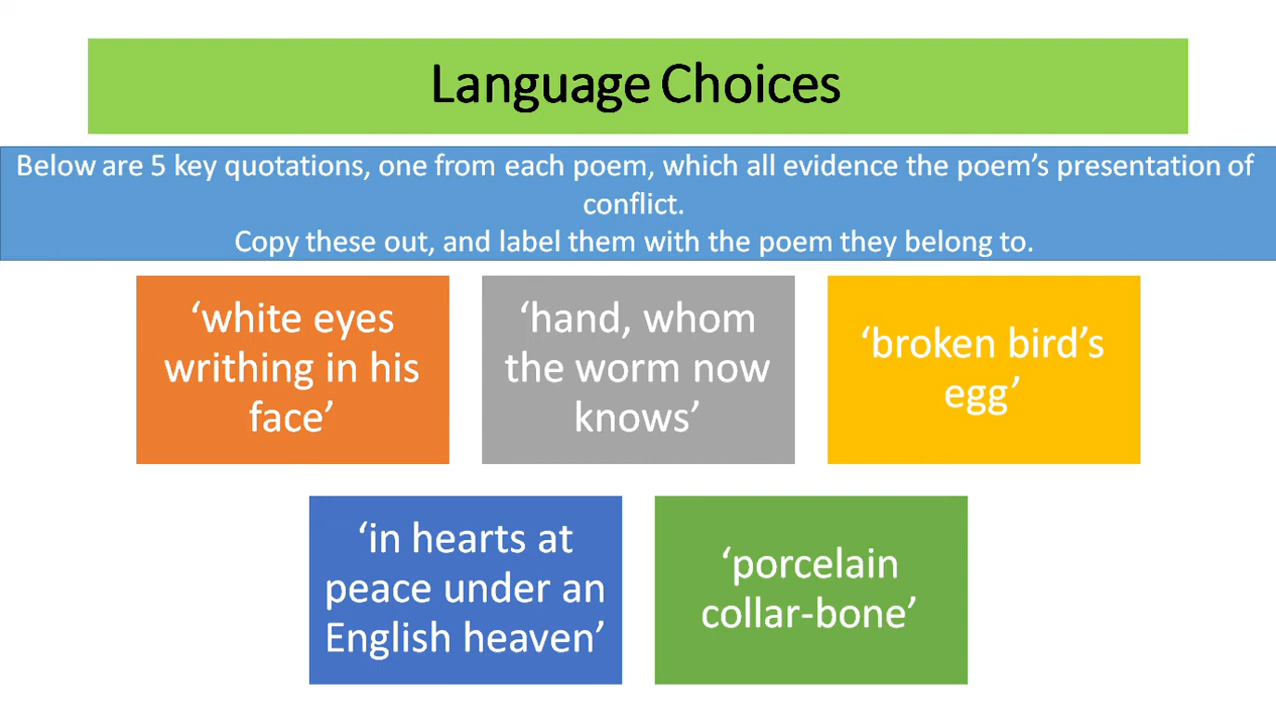 Language Choices
Below are 5 key quotations, one from each poem, which all evidence the poem’s presentation of
conflict.
Copy these out, and label them with the poem they belong to.
‘white eyes
writhing in his
face’
‘hand, whom
the worm now
knows’
‘broken bird’s
egg’
‘in hearts at
peace under an
English heaven’
‘porcelain
collar-bone’